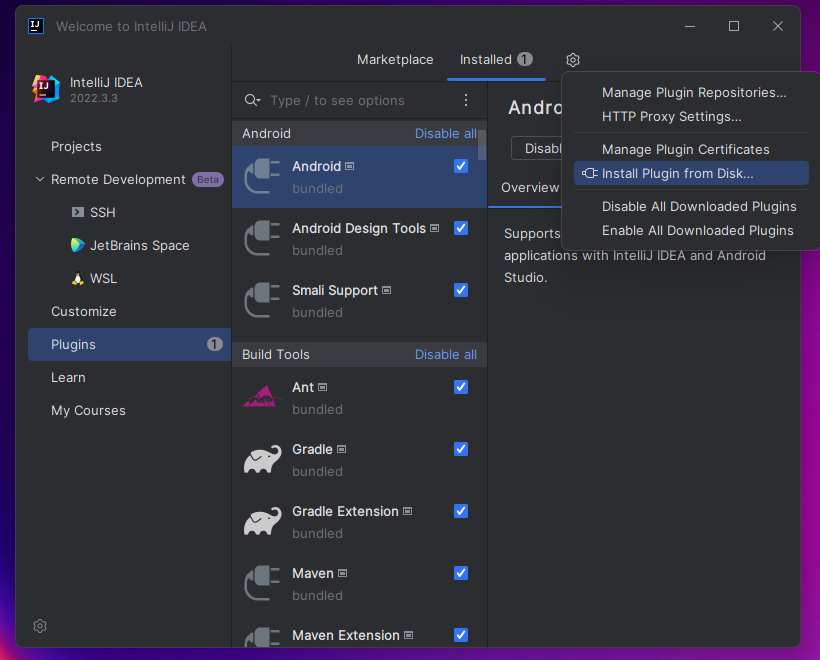 Welcome to IntelliJ IDEA
IntelliJ IDEA
2022.3.3
Projects
Remote Development Beta
SSH
JetBrains Space
WSL
Customize
Plugins 1
Learn
My Courses
Marketplace Installed 1
Type / to see options
Android Disable all
Android
bundled
Android Design Tools
bundled
Smali Support
bundled
Build Tools Disable all
Ant
bundled
Gradle
bundled
Gradle Extension
bundled
Maven
bundled
Maven Extension
Andro
Disabl
Overview
Supports
applications with IntelliJ IDEA and Android
Studio.
Manage Plugin Repositories...
HTTP Proxy Settings...
Manage Plugin Certificates
Install Plugin from Disk...
Disable All Downloaded Plugins
Enable All Downloaded Plugins